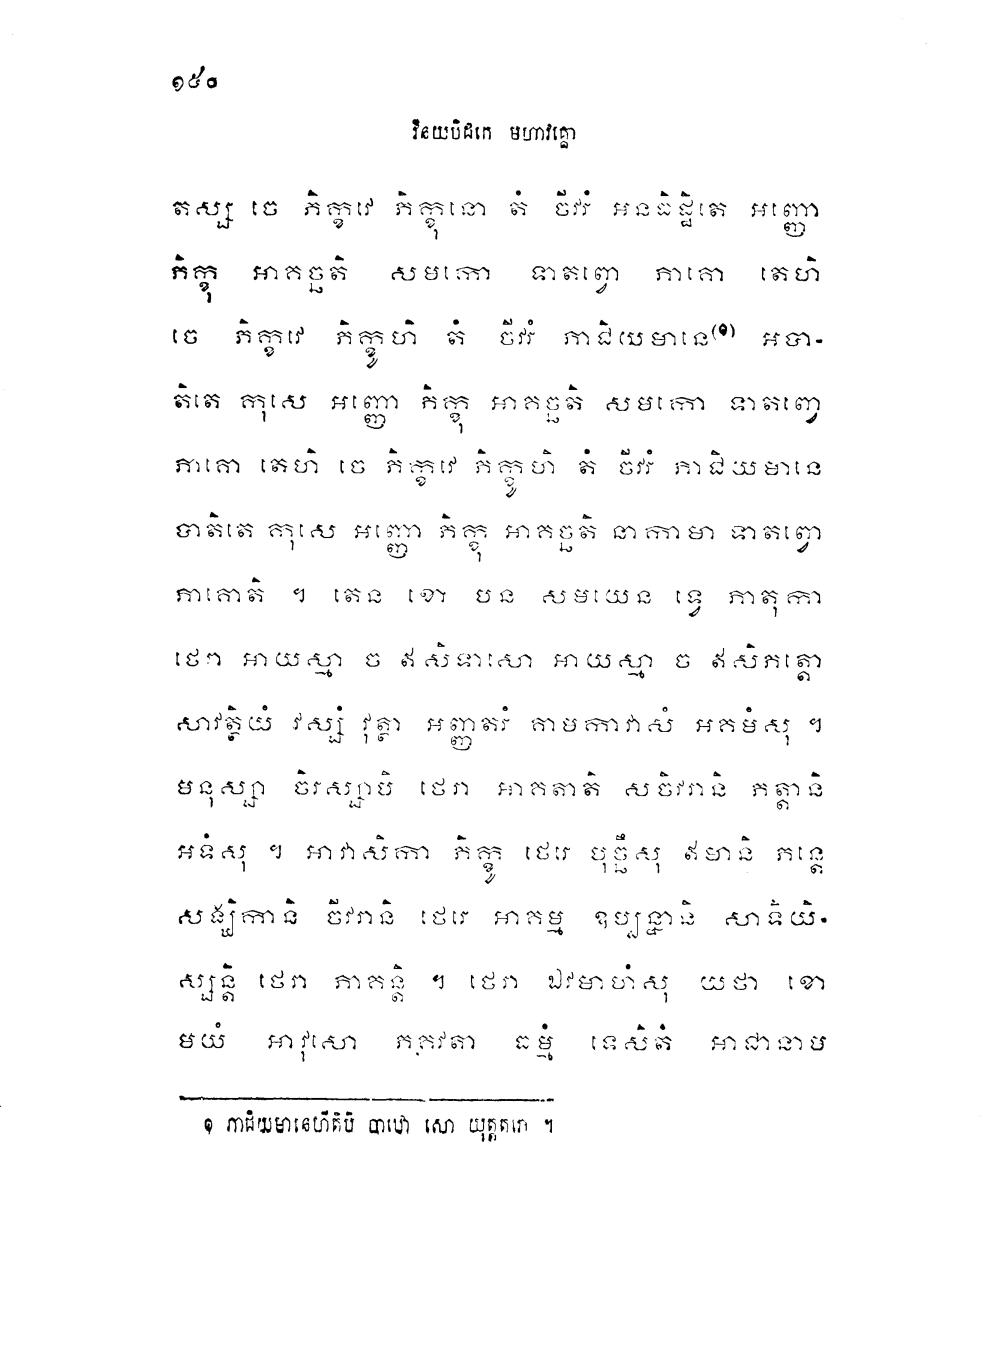 ១៥០
វិនយបិដកេ មហាវគ្គោ
តស្ស ចេ ភិក្ខវេ ភិក្ខុនោ តំ ចីវរំ អនធិដ្ឋិតេ អញ្ញោ
ភិក្ខុ អាគច្ឆតិ សមកោ ទាតព្វោ ភាគោ តេហិ
ចេ ភិក្ខវេ ភិក្ខូហិ តំ ចីវរំ ភាជិយមានេ(១) អបា-
តិតេ កុសេ អញ្ញោ ភិក្ខុ អាគច្ឆតិ សមកោ ទាតព្វោ
ភាគោ តេហិ ចេ ភិក្ខវេ ភិក្ខូហិ តំ ចីវរំ ភាជិយមានេ
បាតិតេ កុសេ អញ្ញោ ភិក្ខុ អាគច្ឆតិ នាកាមា ទាតព្វោ
ភាគោតិ ។ តេន ខោ បន សមយេន ទ្វេ ភាតុកា
ថេរា អាយស្មា ច ឥសិទាសោ អាយស្មា ច ឥសិភត្តោ
សាវត្ថិយំ វស្សំ វុត្ថា អញ្ញតរំ គាមកាវាសំ អគមំសុ ។
មនុស្សា ចិរស្សាបិ ថេរា អាគតាតិ សចិវរានិ ភត្តានិ
អទំសុ ។ អាវាសិកា ភិក្ខូ ថេរេ បុច្ឆឹសុ ឥមានិ ភន្តេ
សង្ឃិកានិ ចីវរានិ ថេរេ អាគម្ម ឧប្បន្នានិ សាទិយិ-
ស្សន្តិ ថេរា ភាគន្តិ ។ ថេរា ឯវមាហំសុ យថា ខោ
មយំ អាវុសោ ភគវតា ធម្មំ ទេសិតំ អាជានាម
១ ភាជិយមានេហីតិបិ បាឋោ សោ យុត្តតរោ ។